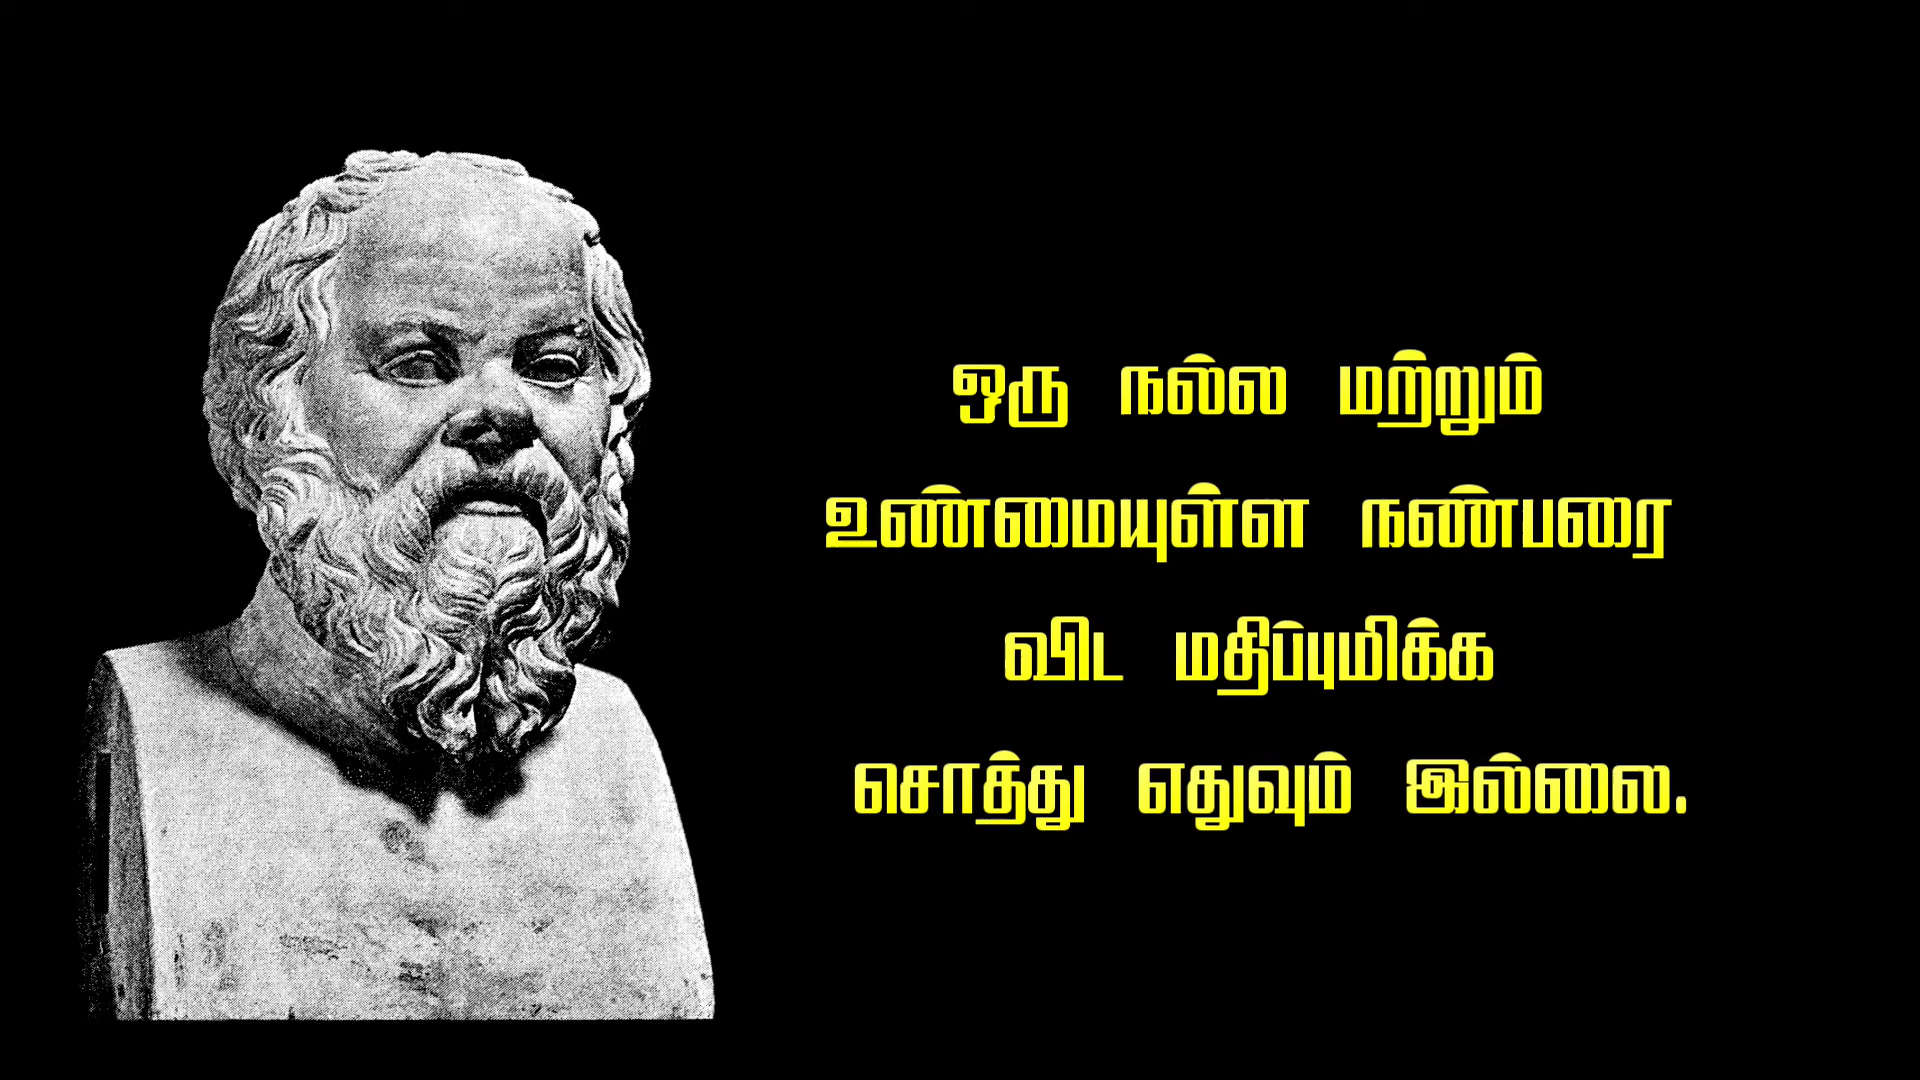 ஒரு நல்ல மற்றும்
உண்மையுள்ள நண்பரை
விட மதிப்புமிக்க
சொத்து எதுவும் இல்லை.